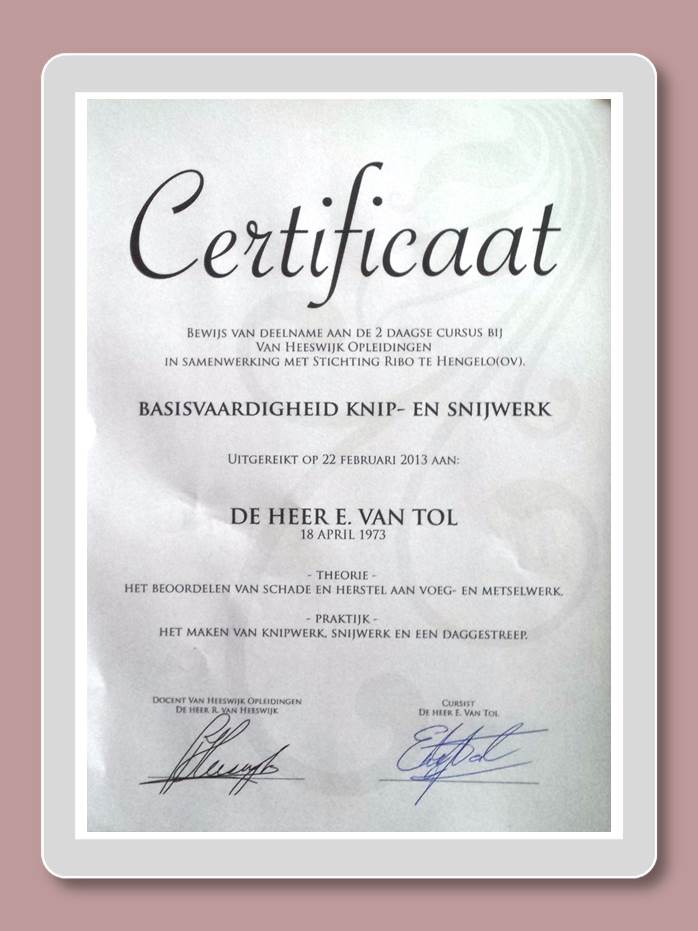 Certificaat
Bewijs van deelname aan de 2 daagse cursus bij
Van Heeswijk Opleidingen
in samenwerking met Stichting Ribo te Hengelo(ov).
BASISVAARDIGHEID KNIP- EN SNIJWERK
Uitgereikt op 22 februari 2013 aan:
DE HEER E. VAN TOL
18 APRIL 1973
- THEORIE -
HET BEOORDELEN VAN SCHADE EN HERSTEL AAN VOEG- EN METSELWERK.
- PRAKTIJK -
HET MAKEN VAN KNIPWERK, SNIJWERK EN EEN DAGGESTREEP.
Docent Van Heeswijk Opleidingen
De heer R. van Heeswijk
Cursist
De heer E. Van Tol